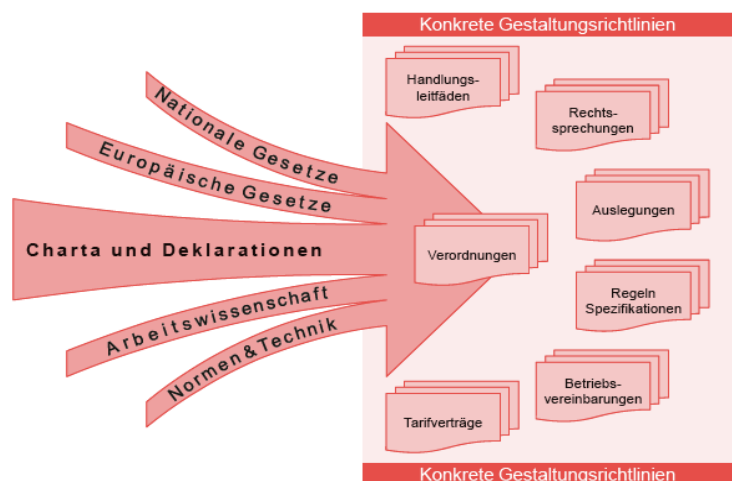 Konkrete Gestaltungsrichtlinien
Handlungs-
leitfäden
Rechts-
sprechungen
Nationale Gesetze
Europäische Gesetze
Charta und Deklarationen
Arbeitswissenschaft
Normen&Technik
Verordnungen
Auslegungen
Regeln
Spezifikationen
Betriebs-
vereinbarungen
Tarifverträge
Konkrete Gestaltungsrichtlinien